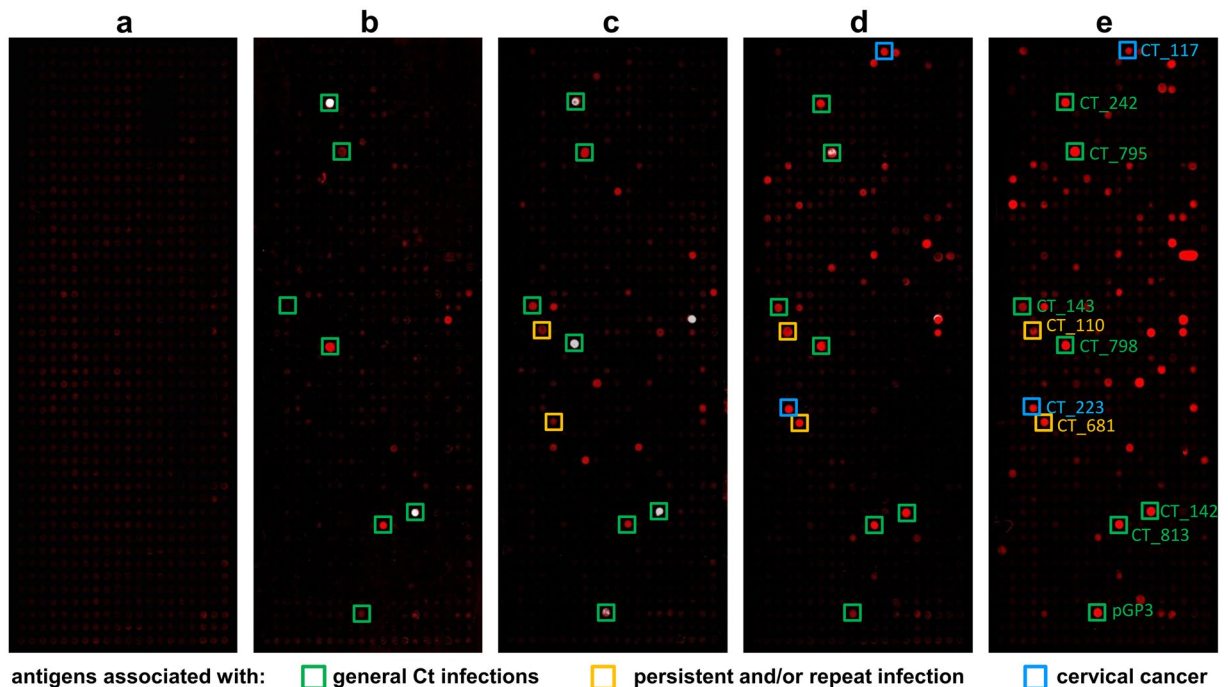 a b c d e
CT_117
CT_242
CT_795
CT_143
CT_110
CT_798
CT_223
CT_681
CT_142
CT_813
pGP3
antigens associated with: general Ct infections persistent and/or repeat infection cervical cancer